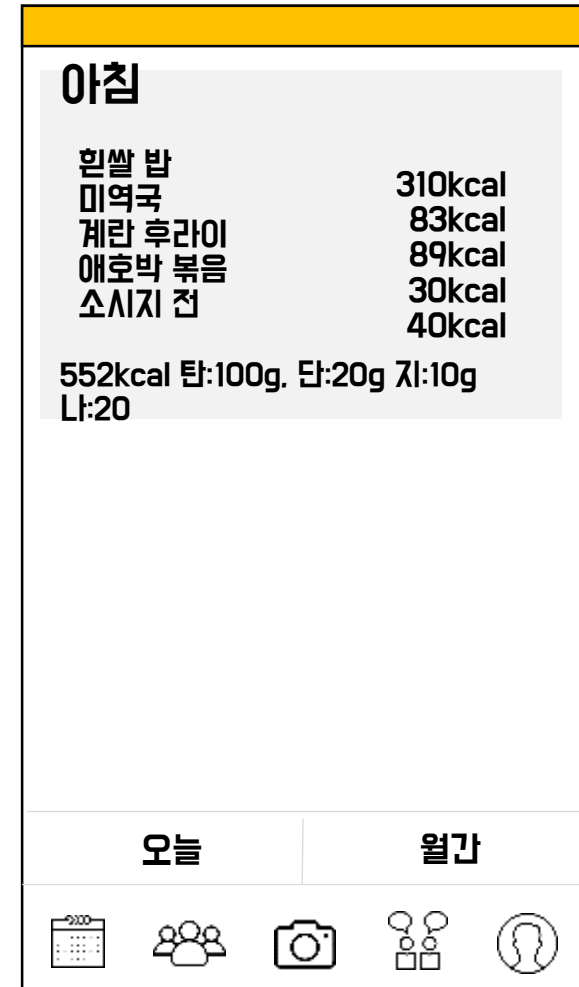 아침
흰쌀 밥
310kcal
미역국
83kcal
계란 후라이
89kcal
애호박 볶음
30kcal
소시지 전
40kcal
552kcal 탄:100g, 단:20g 지:10g
나:20
오늘
월간